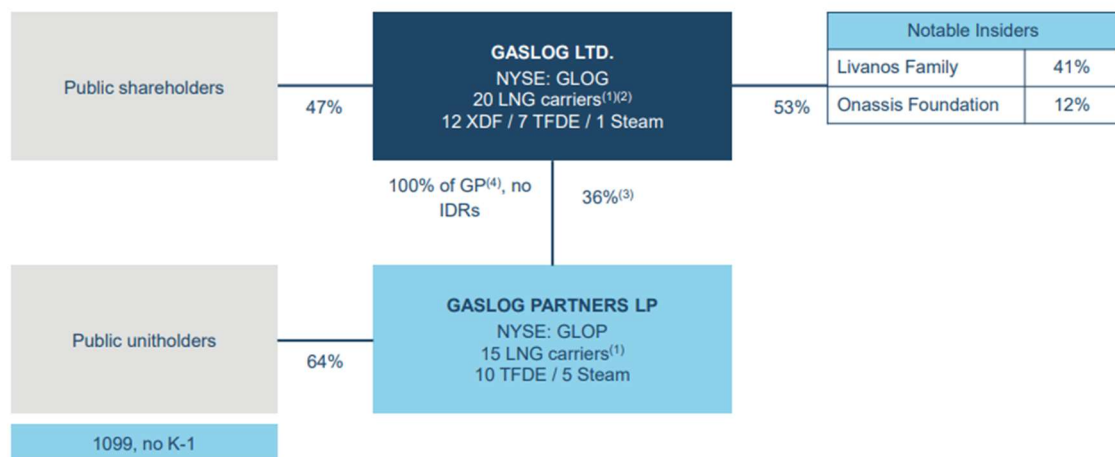 Public shareholders
47%
GASLOG LTD.
NYSE: GLOG
20 LNG carriers(1)(2)
12 XDF / 7 TFDE / 1 Steam
53%
Notable Insiders
Livanos Family 41%
Onassis Foundation 12%
100% of GP(4), no
IDRs
36%(3)
Public unitholders
64%
GASLOG PARTNERS LP
NYSE: GLOP
15 LNG carriers(1)
10 TFDE / 5 Steam
1099, no K-1